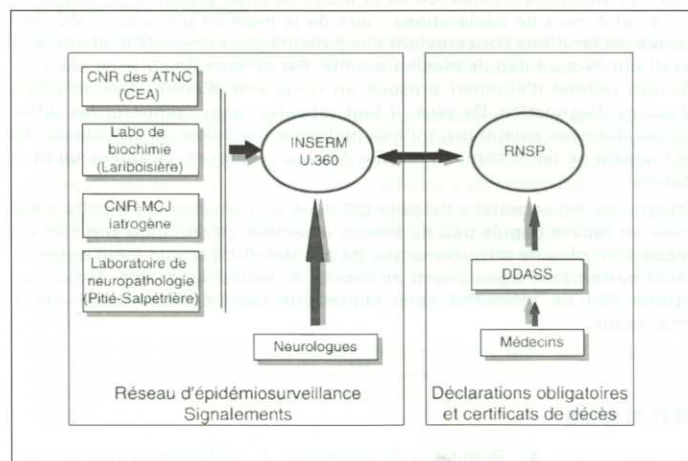 CNR des ATNC
(CEA)
Labo de
biochimie
(Lariboisière)
CNR MCJ
iatrogène
Laboratoire de
neuropathologie
(Pitié-Salpétrière)
INSERM
U.360
Neurologues
Réseau d'épidémiosurveillance
Signalements
RNSP
DDASS
Médecins
Déclarations obligatoires
et certificats de décès